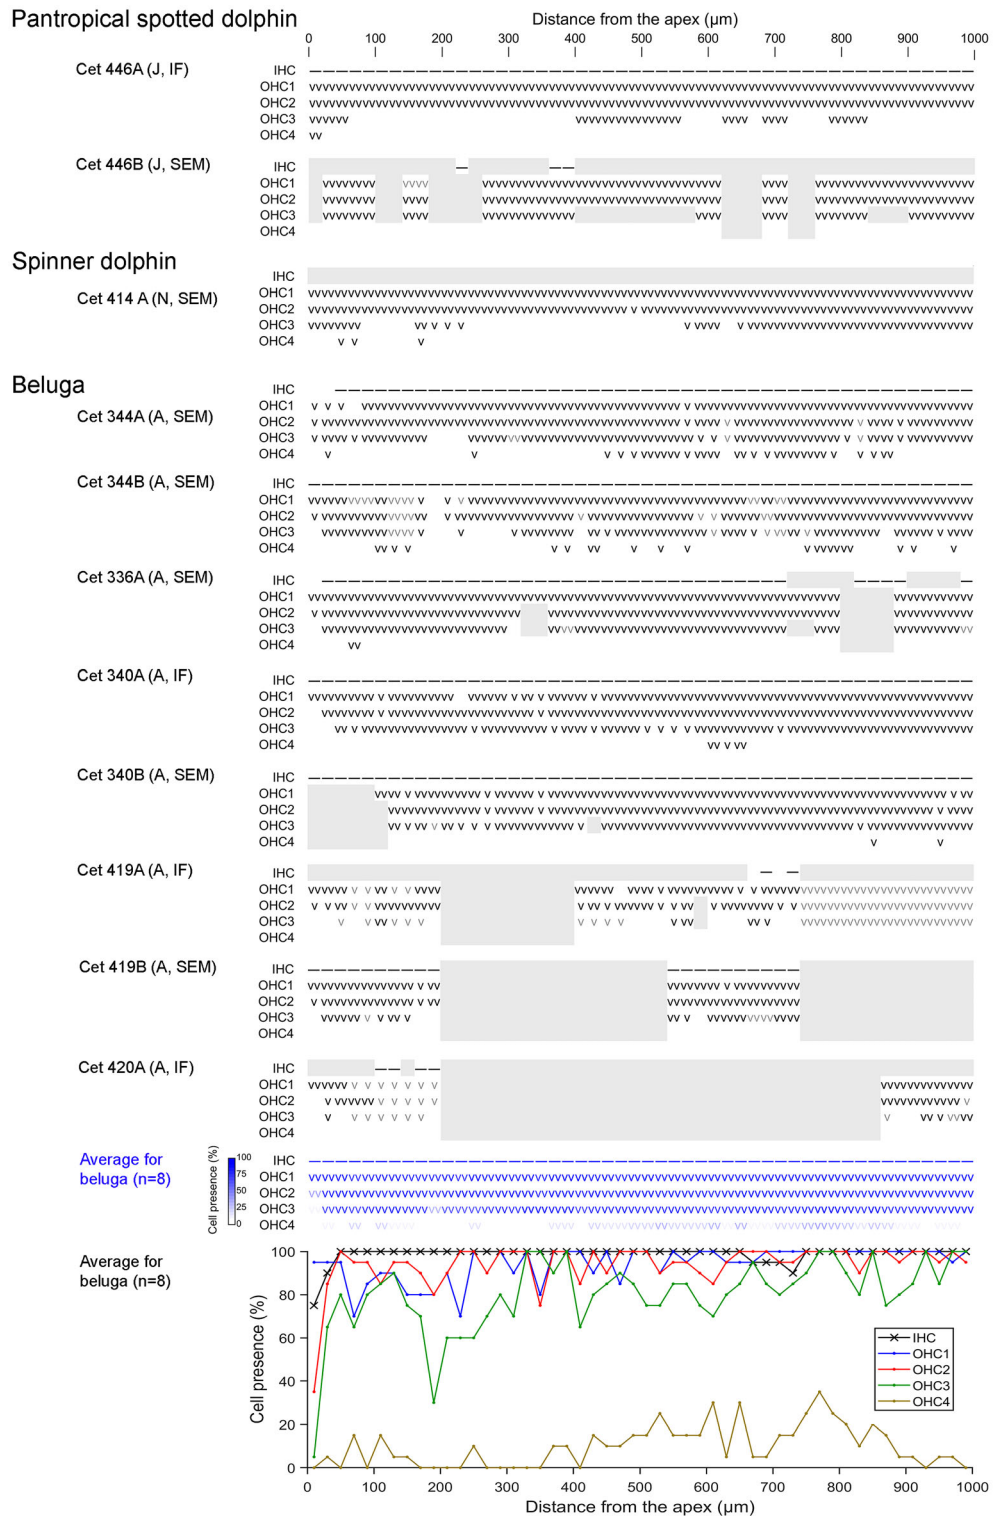 Pantropical spotted dolphin
Distance from the apex (µm)
0 100 200 300 400 500 600 700 800 900 1000
Cet 446A (J, IF)
IHC
OHC1
OHC2
OHC3
OHC4
Cet 446B (J, SEM)
IHC
OHC1
OHC2
OHC3
OHC4
Spinner dolphin
Cet 414 A (N, SEM)
IHC
OHC1
OHC2
OHC3
OHC4
Beluga
Cet 344A (A, SEM)
IHC
OHC1
OHC2
OHC3
OHC4
Cet 344B (A, SEM)
IHC
OHC1
OHC2
OHC3
OHC4
Cet 336A (A, SEM)
IHC
OHC1
OHC2
OHC3
OHC4
Cet 340A (A, IF)
IHC
OHC1
OHC2
OHC3
OHC4
Cet 340B (A, SEM)
IHC
OHC1
OHC2
OHC3
OHC4
Cet 419A (A, IF)
IHC
OHC1
OHC2
OHC3
OHC4
Cet 419B (A, SEM)
IHC
OHC1
OHC2
OHC3
OHC4
Cet 420A (A, IF)
IHC
OHC1
OHC2
OHC3
OHC4
Average for
beluga (n=8)
Cell presence (%)
100
75
50
25
0
IHC
OHC1
OHC2
OHC3
OHC4
Average for
beluga (n=8)
Cell presence (%)
100
80
60
40
20
0
IHC
OHC1
OHC2
OHC3
OHC4
0 100 200 300 400 500 600 700 800 900 1000
Distance from the apex (µm)